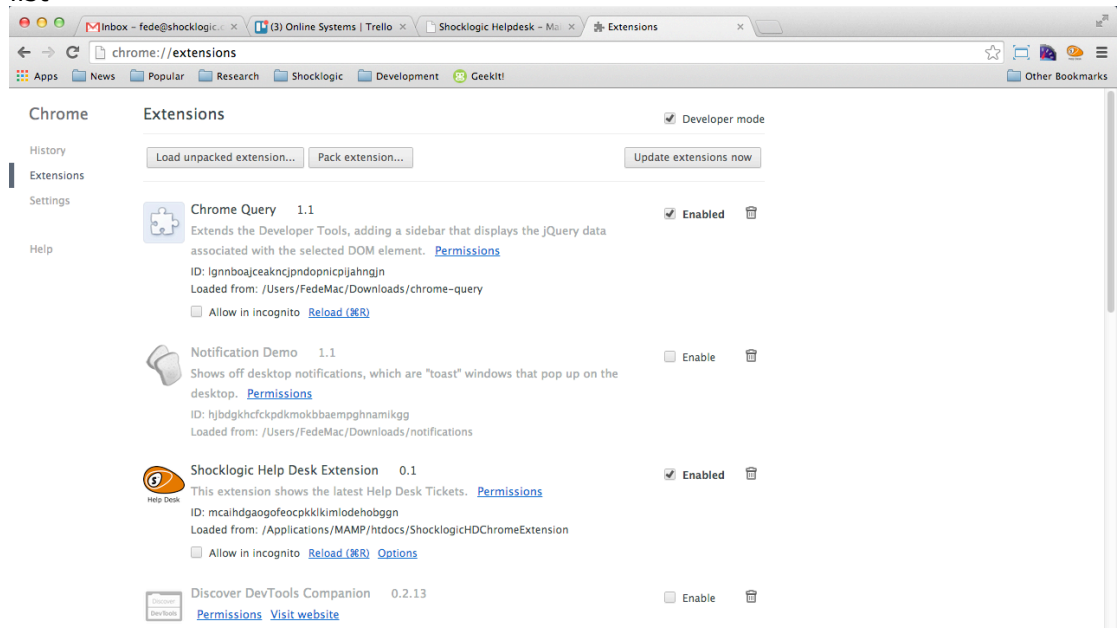 Inbox – fede@shocklogic.c
(3) Online Systems | Trello
Shocklogic Helpdesk – Mai
Extensions
chrome://extensions
Apps News Popular Research Shocklogic Development GeekIt! Other Bookmarks
Chrome
Extensions
Developer mode
History
Extensions
Settings
Help
Load unpacked extension... Pack extension... Update extensions now
Chrome Query 1.1
Enabled
Extends the Developer Tools, adding a sidebar that displays the jQuery data
associated with the selected DOM element. Permissions
ID: lgnnboajceakncjpndopnicpijahngjn
Loaded from: /Users/FedeMac/Downloads/chrome-query
Allow in incognito Reload (⌘R)
Notification Demo 1.1
Enable
Shows off desktop notifications, which are "toast" windows that pop up on the
desktop. Permissions
ID: hjbdgkhcfckpdkmokbbaempghnamikgg
Loaded from: /Users/FedeMac/Downloads/notifications
Shocklogic Help Desk Extension 0.1
Enabled
Help Desk
This extension shows the latest Help Desk Tickets. Permissions
ID: mcaihdgaogofeocpkklkimlodehobggn
Loaded from: /Applications/MAMP/htdocs/ShocklogicHDChromeExtension
Allow in incognito Reload (⌘R) Options
Discover DevTools Companion 0.2.13
Enable
Discover
DevTools
Permissions Visit website